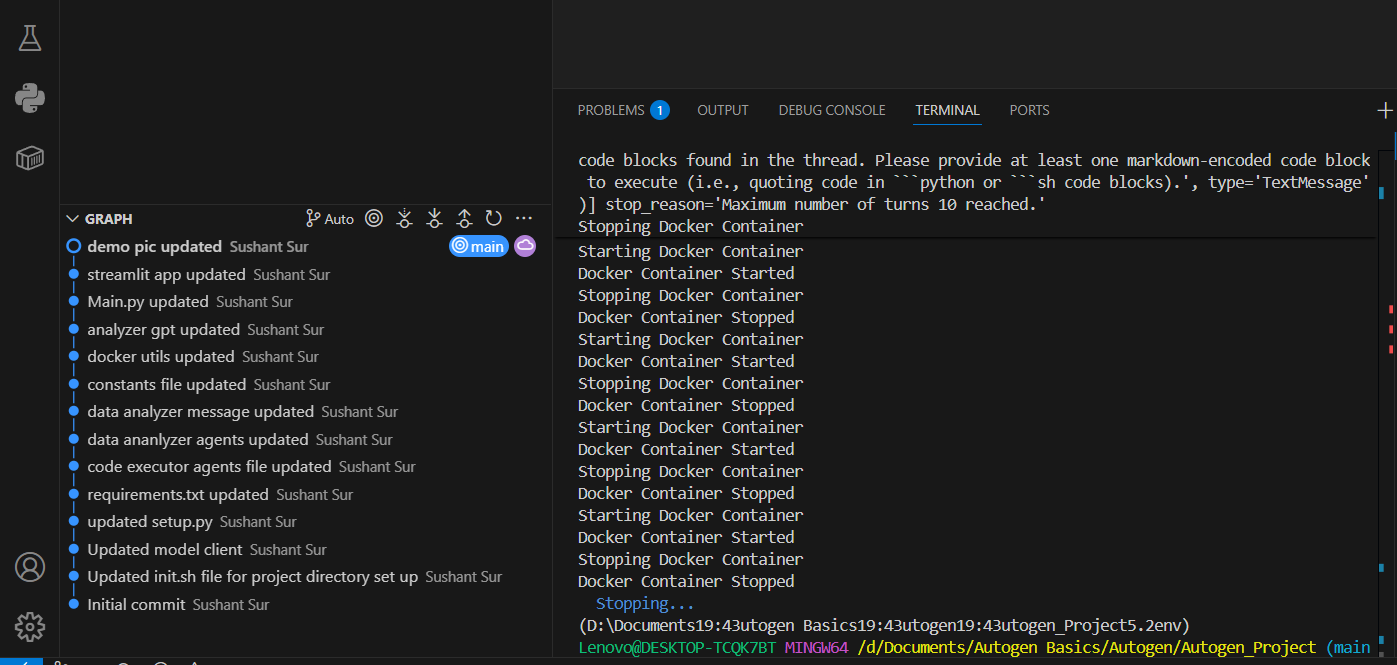 PROBLEMS 1 OUTPUT DEBUG CONSOLE TERMINAL PORTS
GRAPH Auto
demo pic updated Sushant Sur main
streamlit app updated Sushant Sur
Main.py updated Sushant Sur
analyzer gpt updated Sushant Sur
docker utils updated Sushant Sur
constants file updated Sushant Sur
data analyzer message updated Sushant Sur
data ananlyzer agents updated Sushant Sur
code executor agents file updated Sushant Sur
requirements.txt updated Sushant Sur
updated setup.py Sushant Sur
Updated model client Sushant Sur
Updated init.sh file for project directory set up Sushant Sur
Initial commit Sushant Sur
code blocks found in the thread. Please provide at least one markdown-encoded code block
to execute (i.e., quoting code in ```python or ```sh code blocks).', type='TextMessage'
)] stop_reason='Maximum number of turns 10 reached.'
Stopping Docker Container
Starting Docker Container
Docker Container Started
Stopping Docker Container
Docker Container Stopped
Starting Docker Container
Docker Container Started
Stopping Docker Container
Docker Container Stopped
Starting Docker Container
Docker Container Started
Stopping Docker Container
Docker Container Stopped
Starting Docker Container
Docker Container Started
Stopping Docker Container
Docker Container Stopped
Stopping...
(D:\Documents19:43utogen Basics19:43utogen19:43utogen_Project5.2env)
Lenovo@DESKTOP-TCQK7BT MINGW64 /d/Documents/Autogen Basics/Autogen/Autogen_Project (main